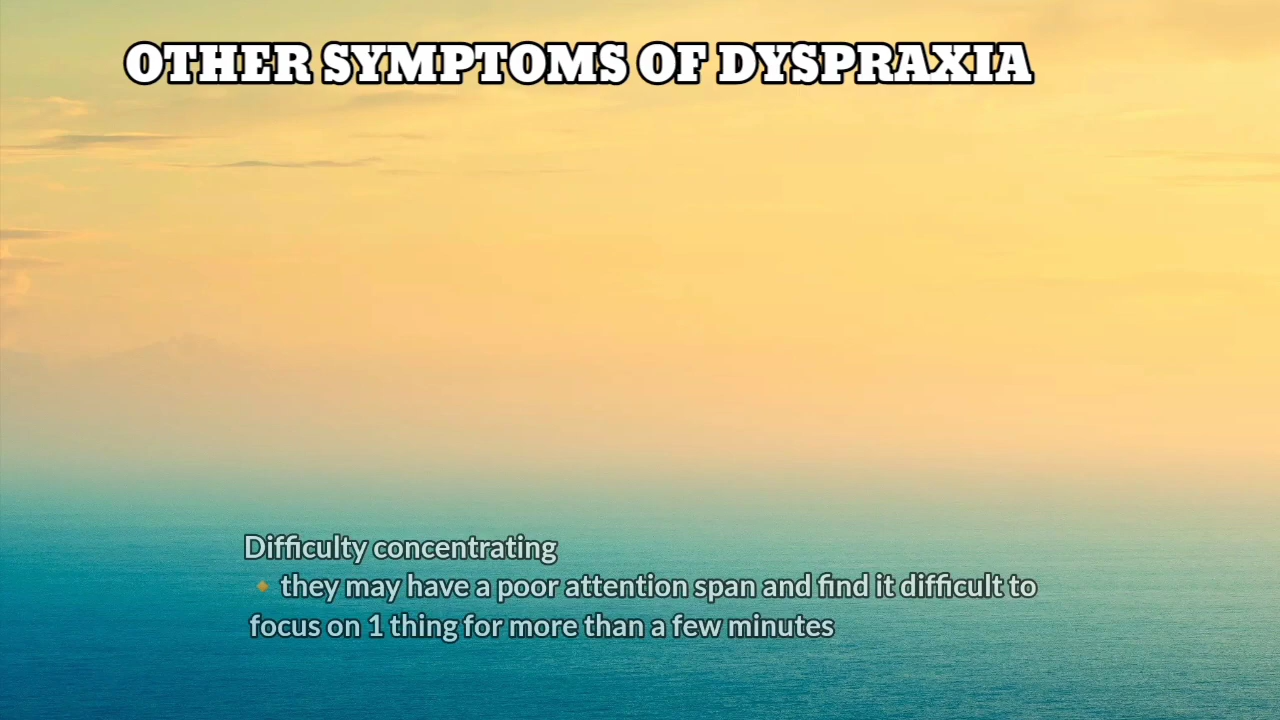 OTHER SYMPTOMS OF DYSPRAXIA
Difficulty concentrating
🔸 they may have a poor attention span and find it difficult to
focus on 1 thing for more than a few minutes